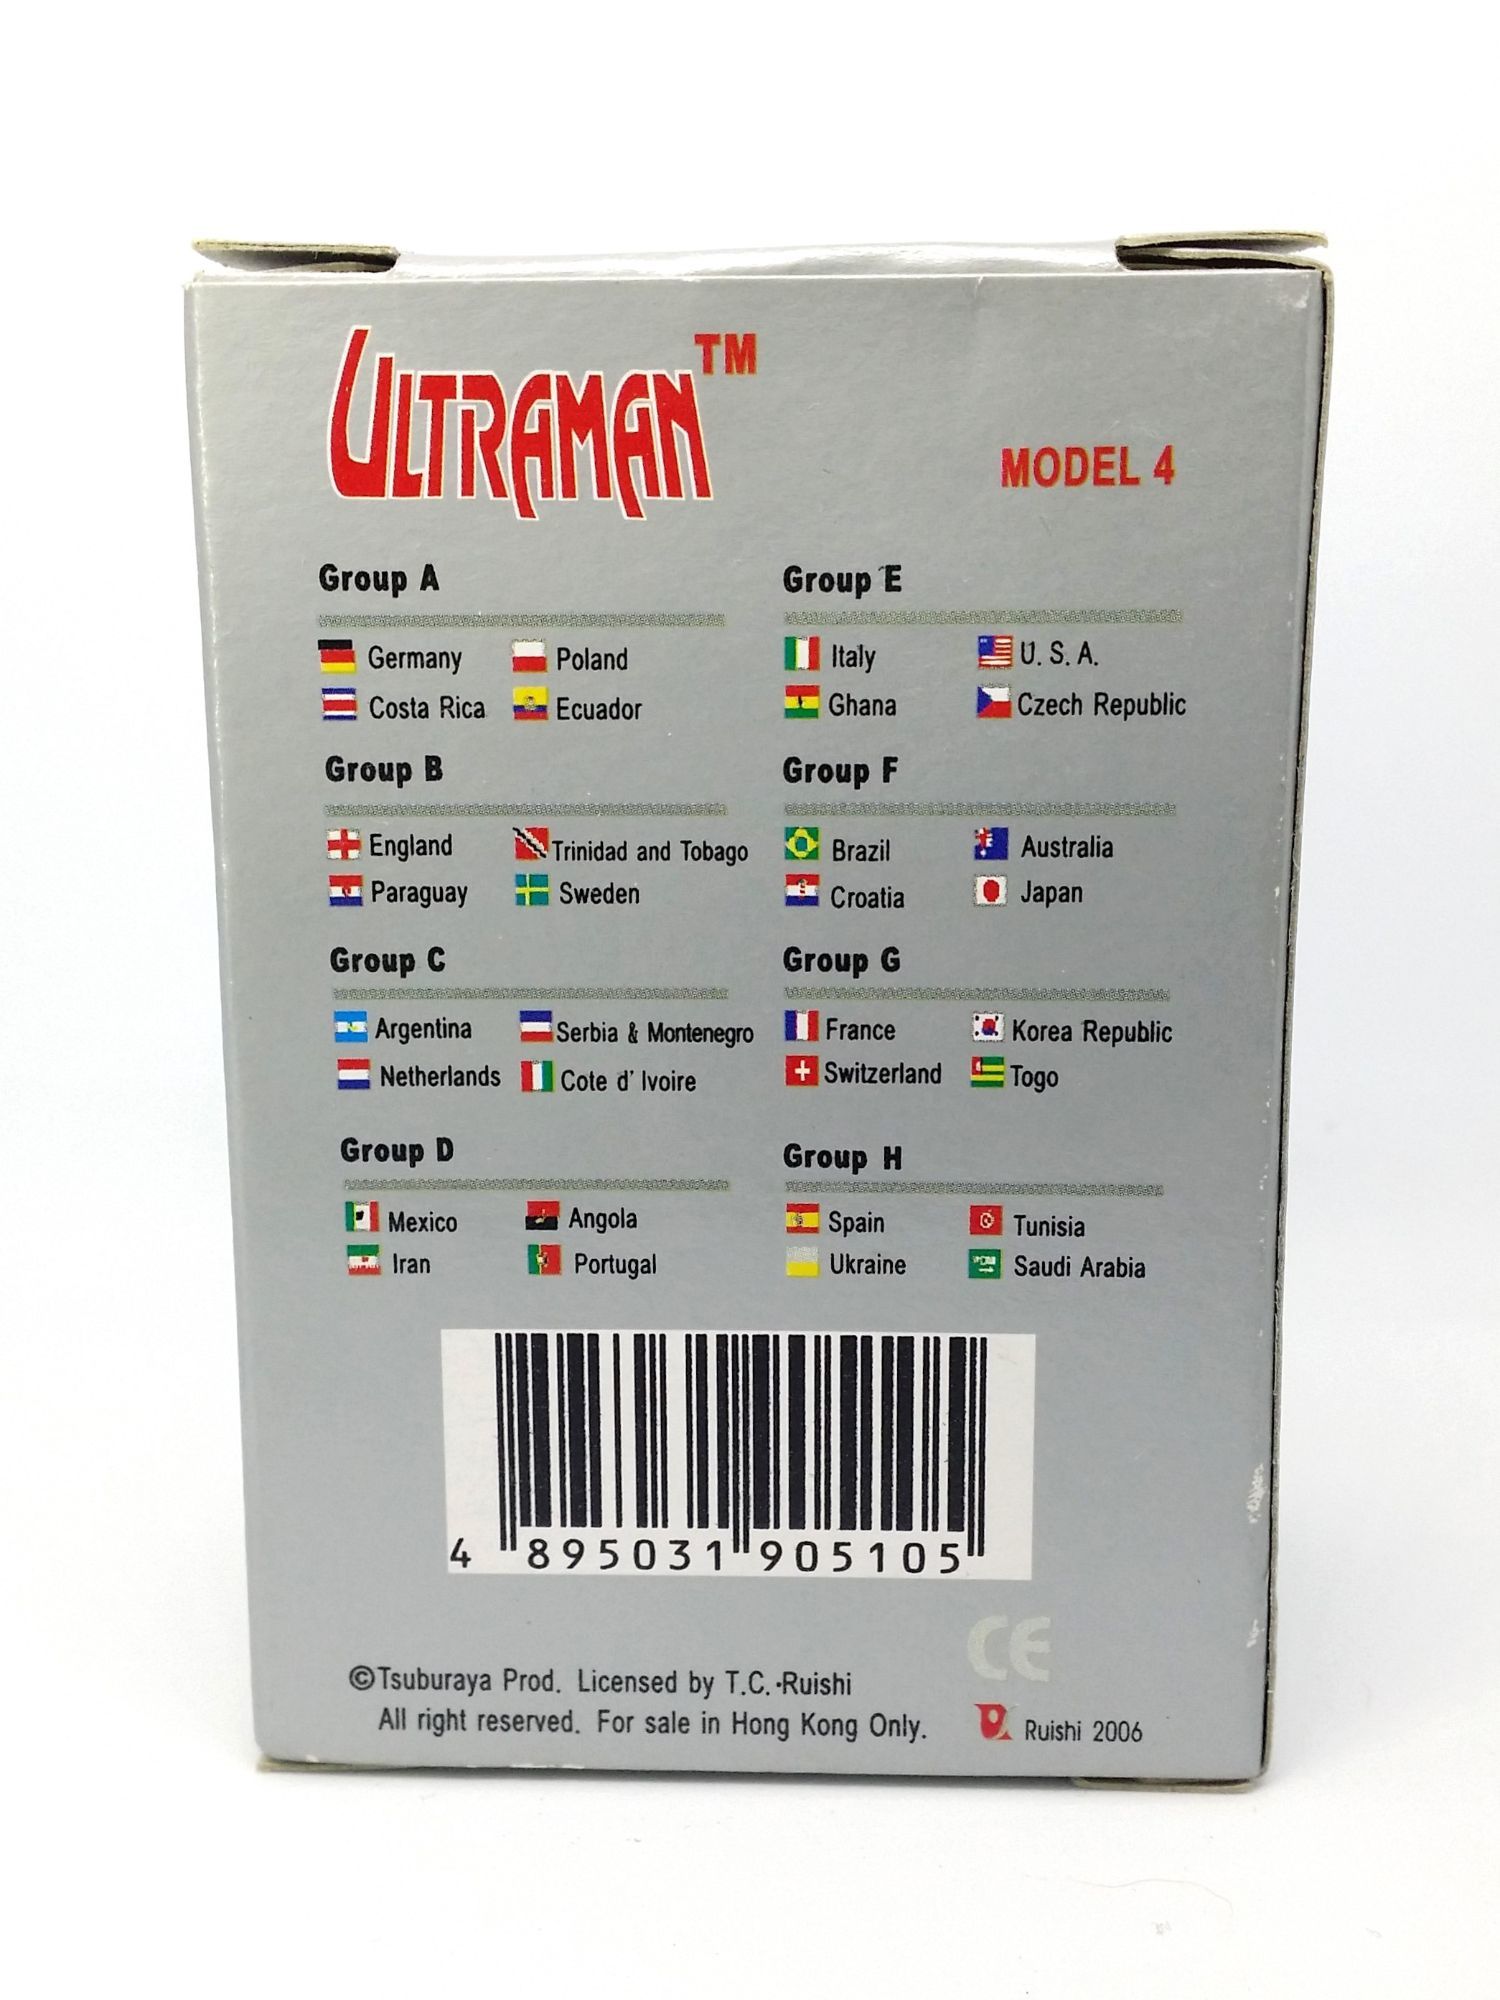 ULTRAMAN™
MODEL 4
Group A
Germany Poland
Costa Rica Ecuador
Group B
England Trinidad and Tobago
Paraguay Sweden
Group C
Argentina Serbia & Montenegro
Netherlands Cote d' Ivoire
Group D
Mexico Angola
Iran Portugal
Group E
Italy U. S. A.
Ghana Czech Republic
Group F
Brazil Australia
Croatia Japan
Group G
France Korea Republic
Switzerland Togo
Group H
Spain Tunisia
Ukraine Saudi Arabia
4 895031 905105
CE
©Tsuburaya Prod. Licensed by T.C.·Ruishi
All right reserved. For sale in Hong Kong Only.
Ruishi 2006